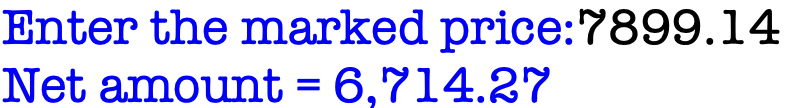 Enter the marked price:7899.14
Net amount = 6,714.27